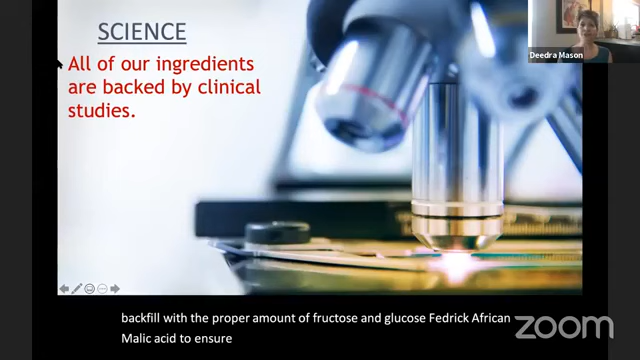 SCIENCE
All of our ingredients
are backed by clinical
studies.
Deedra Mason
backfill with the proper amount of fructose and glucose Fedrick African
Malic acid to ensure
zoom